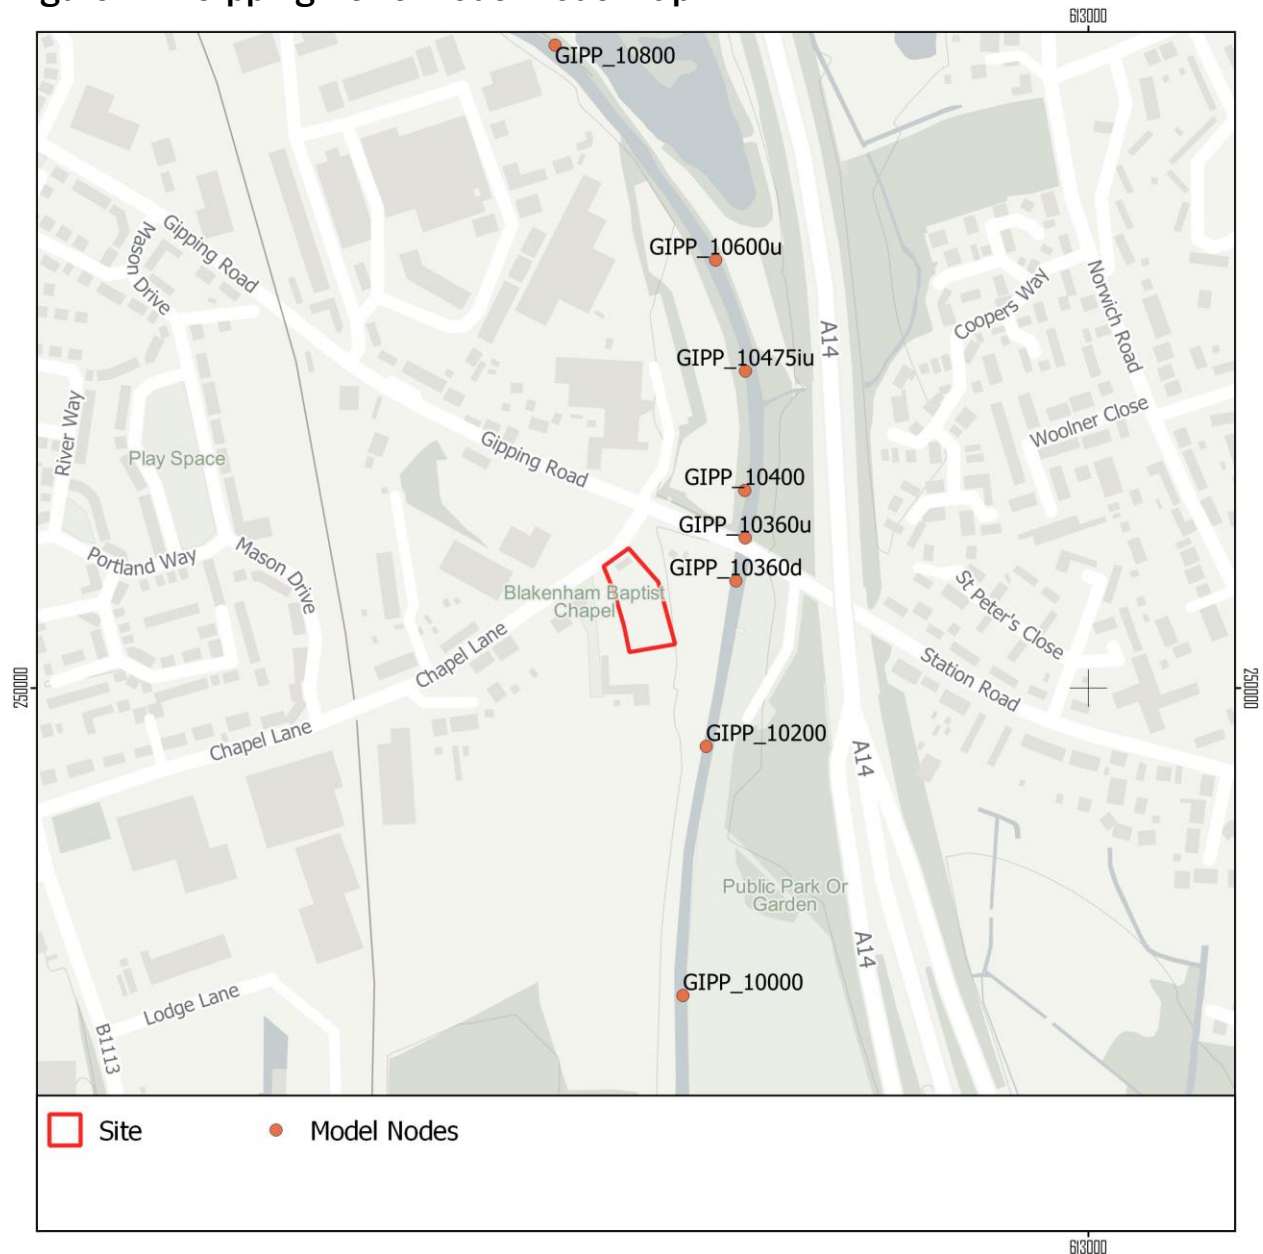 613000
GIPP_10800
Gipping Road
Mason Drive
GIPP_10600u
Coopers Way
Norwich Road
A14
GIPP_10475iu
River Way
Play Space
Gipping Road
Woolner Close
GIPP_10400
GIPP_10360u
Portland Way
Mason Drive
GIPP_10360d
Blakenham Baptist
Chapel
St Peter's Close
Chapel Lane
Station Road
250000
250000
Chapel Lane
GIPP_10200
A14
Public Park Or
Garden
A14
GIPP_10000
Lodge Lane
B1113
Site
Model Nodes
613000